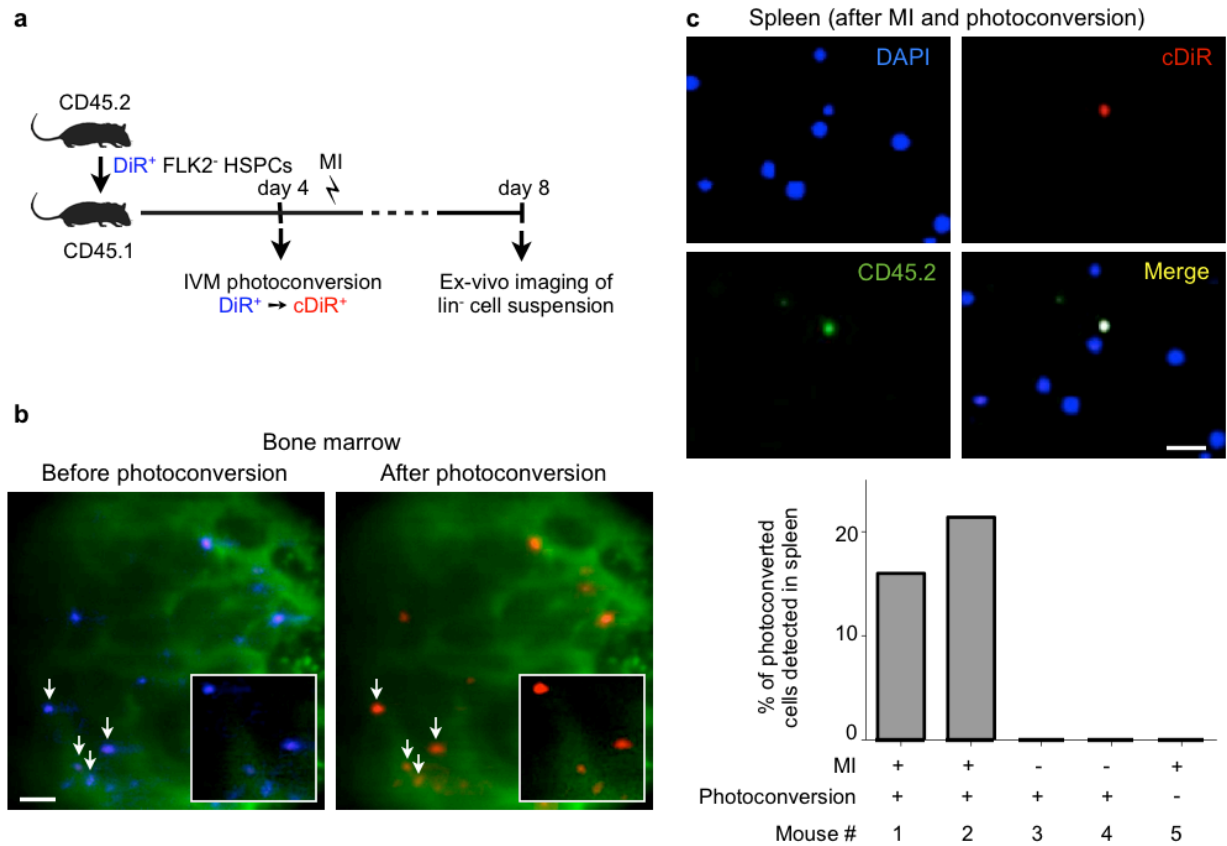 a
CD45.2
DiR⁺ FLK2⁻ HSPCs
MI
day 4
day 8
CD45.1
IVM photoconversion
DiR⁺ → cDiR⁺
Ex-vivo imaging of
lin⁻ cell suspension
b
Bone marrow
Before photoconversion
After photoconversion
c
Spleen (after MI and photoconversion)
DAPI
cDiR
CD45.2
Merge
% of photoconverted
cells detected in spleen
20
10
0
MI + + - - +
Photoconversion + + + + -
Mouse # 1 2 3 4 5